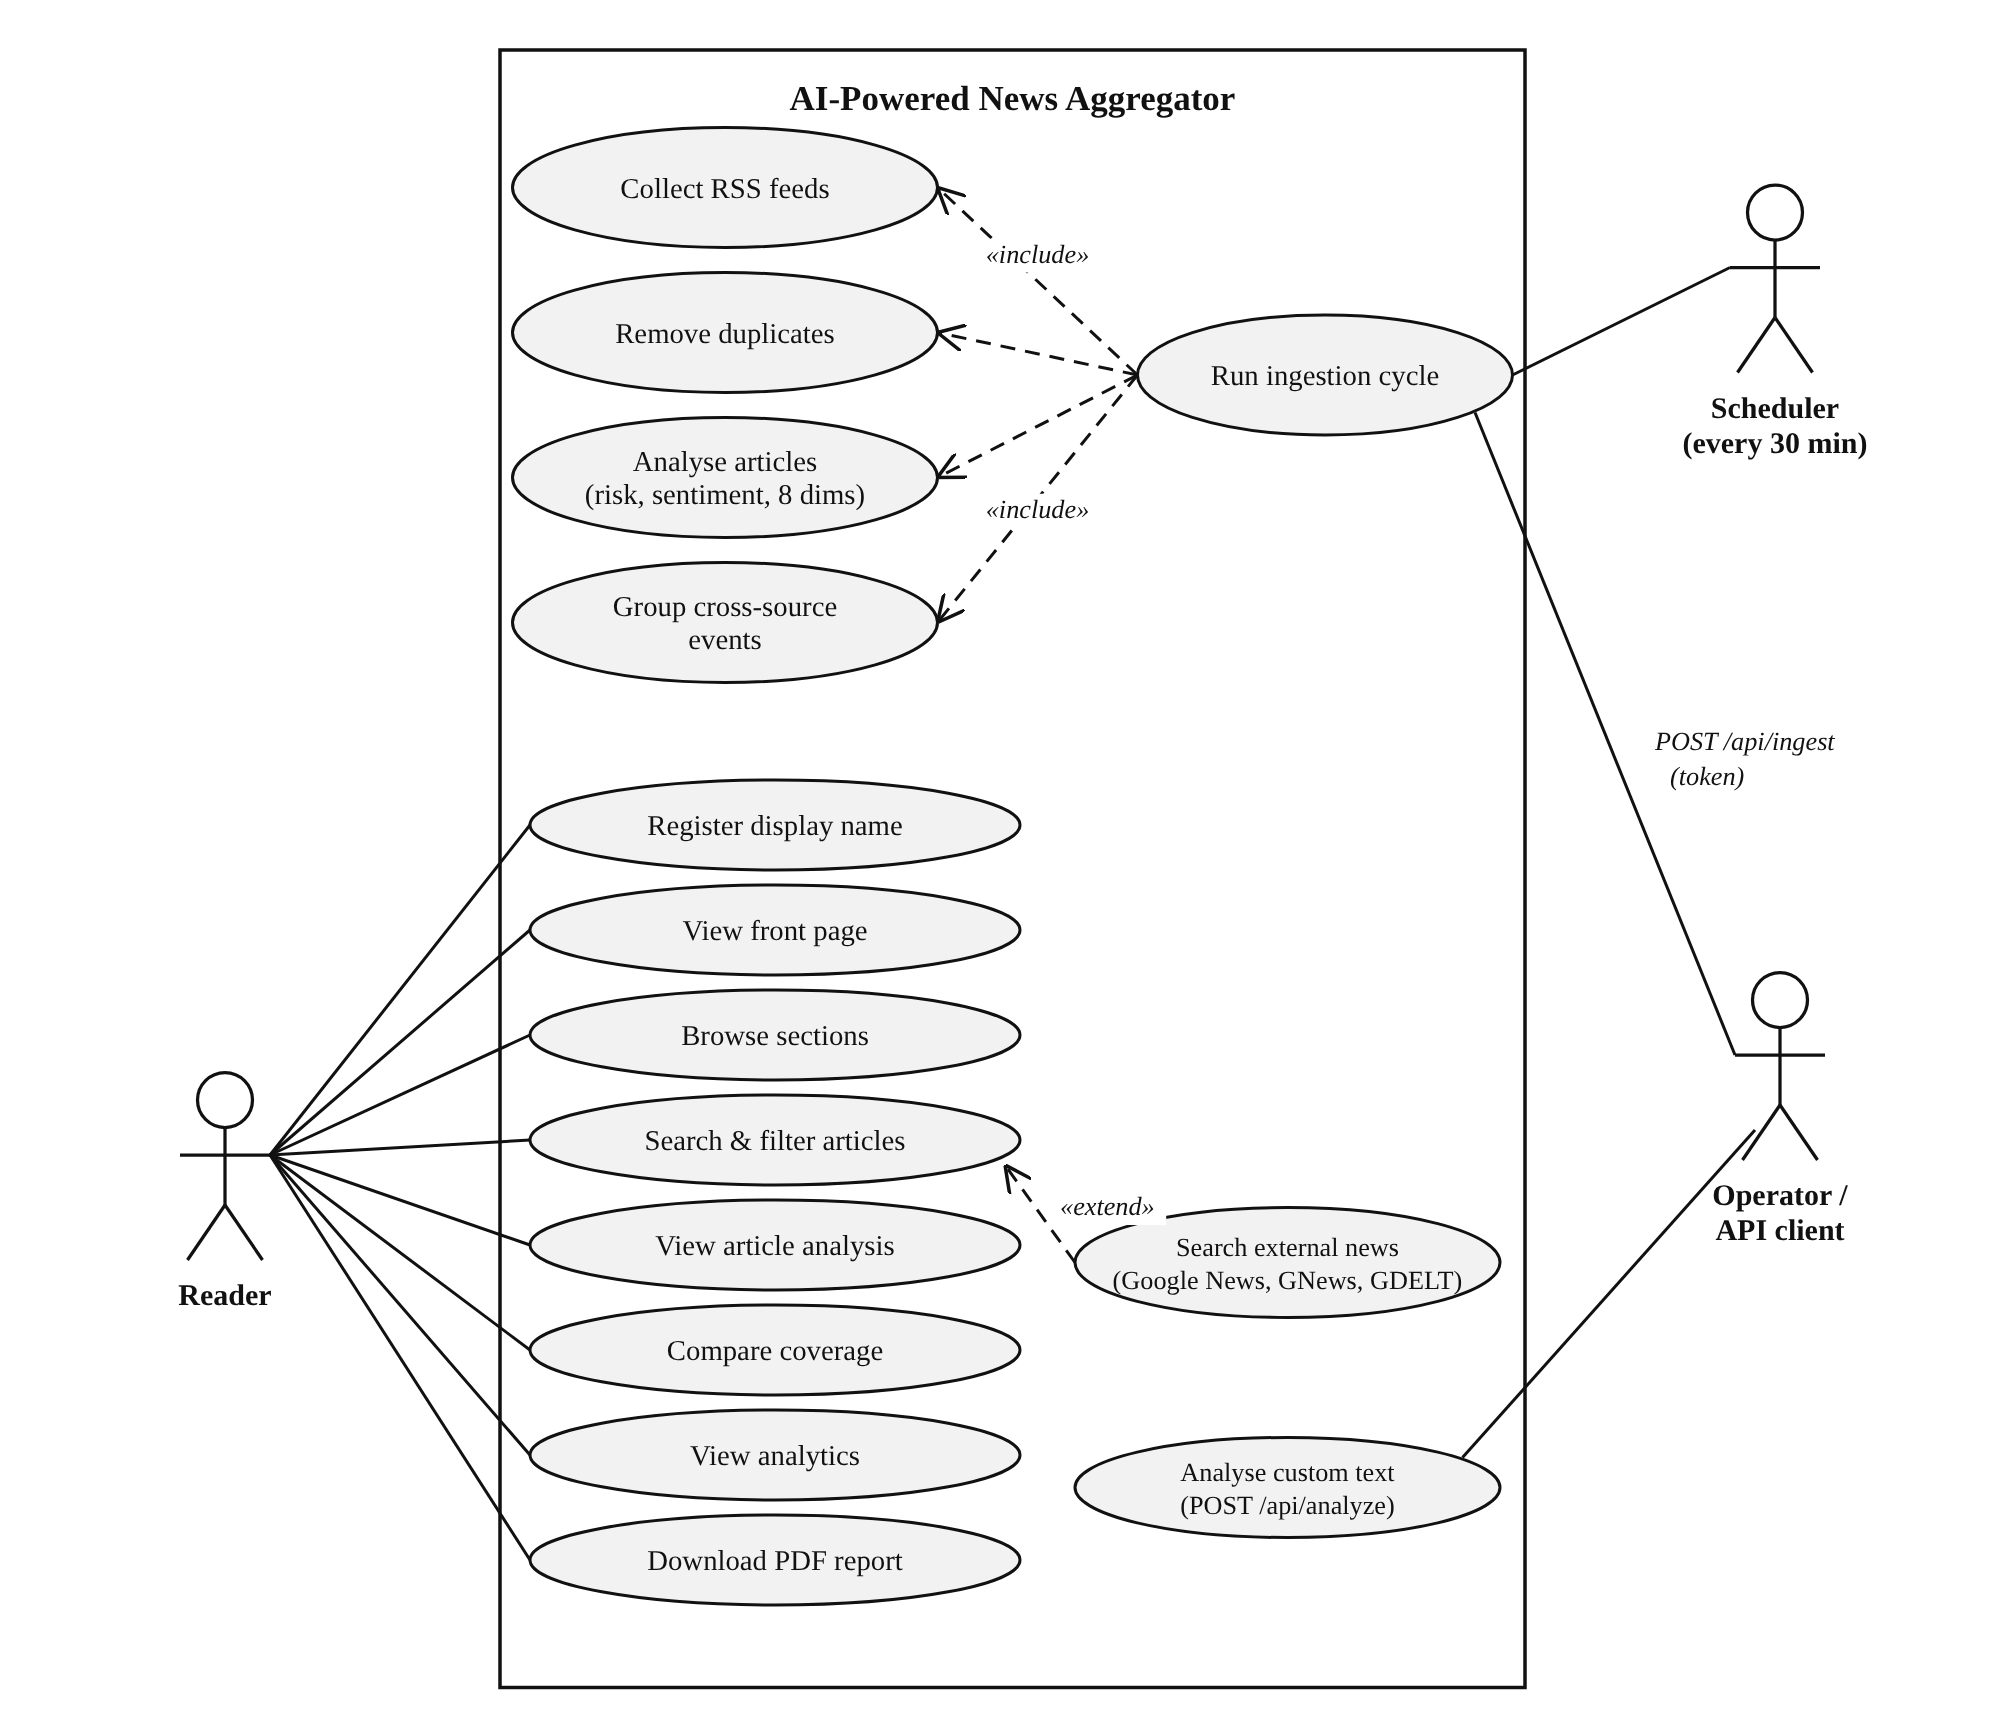 AI-Powered News Aggregator
Collect RSS feeds
«include»
Remove duplicates
Run ingestion cycle
Scheduler
(every 30 min)
Analyse articles
(risk, sentiment, 8 dims)
«include»
Group cross-source
events
POST /api/ingest
(token)
Register display name
View front page
Browse sections
Search & filter articles
«extend»
Operator /
API client
View article analysis
Search external news
(Google News, GNews, GDELT)
Reader
Compare coverage
View analytics
Analyse custom text
(POST /api/analyze)
Download PDF report